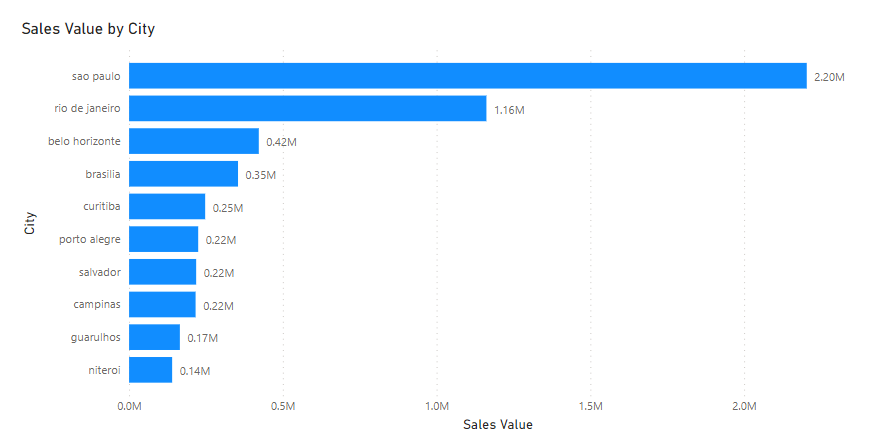 Sales Value by City
sao paulo 2.20M
rio de janeiro 1.16M
belo horizonte 0.42M
brasilia 0.35M
curitiba 0.25M
porto alegre 0.22M
salvador 0.22M
campinas 0.22M
guarulhos 0.17M
niteroi 0.14M
City
0.0M 0.5M 1.0M 1.5M 2.0M
Sales Value